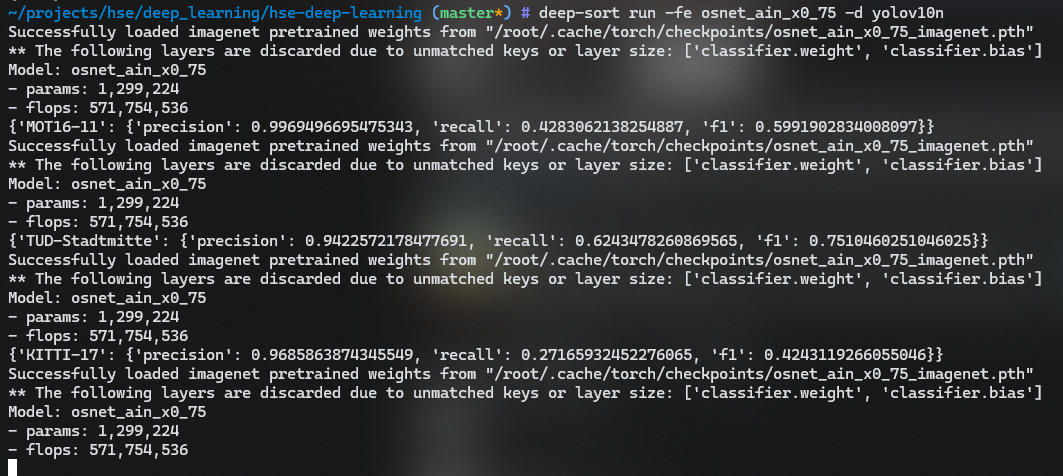 ~/projects/hse/deep_learning/hse-deep-learning (master*) # deep-sort run -fe osnet_ain_x0_75 -d yolov10n
Successfully loaded imagenet pretrained weights from "/root/.cache/torch/checkpoints/osnet_ain_x0_75_imagenet.pth"
** The following layers are discarded due to unmatched keys or layer size: ['classifier.weight', 'classifier.bias']
Model: osnet_ain_x0_75
- params: 1,299,224
- flops: 571,754,536
{'MOT16-11': {'precision': 0.9969496695475343, 'recall': 0.4283062138254887, 'f1': 0.5991902834008097}}
Successfully loaded imagenet pretrained weights from "/root/.cache/torch/checkpoints/osnet_ain_x0_75_imagenet.pth"
** The following layers are discarded due to unmatched keys or layer size: ['classifier.weight', 'classifier.bias']
Model: osnet_ain_x0_75
- params: 1,299,224
- flops: 571,754,536
{'TUD-Stadtmitte': {'precision': 0.9422572178477691, 'recall': 0.6243478260869565, 'f1': 0.7510460251046025}}
Successfully loaded imagenet pretrained weights from "/root/.cache/torch/checkpoints/osnet_ain_x0_75_imagenet.pth"
** The following layers are discarded due to unmatched keys or layer size: ['classifier.weight', 'classifier.bias']
Model: osnet_ain_x0_75
- params: 1,299,224
- flops: 571,754,536
{'KITTI-17': {'precision': 0.9685863874345549, 'recall': 0.27165932452276065, 'f1': 0.4243119266055046}}
Successfully loaded imagenet pretrained weights from "/root/.cache/torch/checkpoints/osnet_ain_x0_75_imagenet.pth"
** The following layers are discarded due to unmatched keys or layer size: ['classifier.weight', 'classifier.bias']
Model: osnet_ain_x0_75
- params: 1,299,224
- flops: 571,754,536